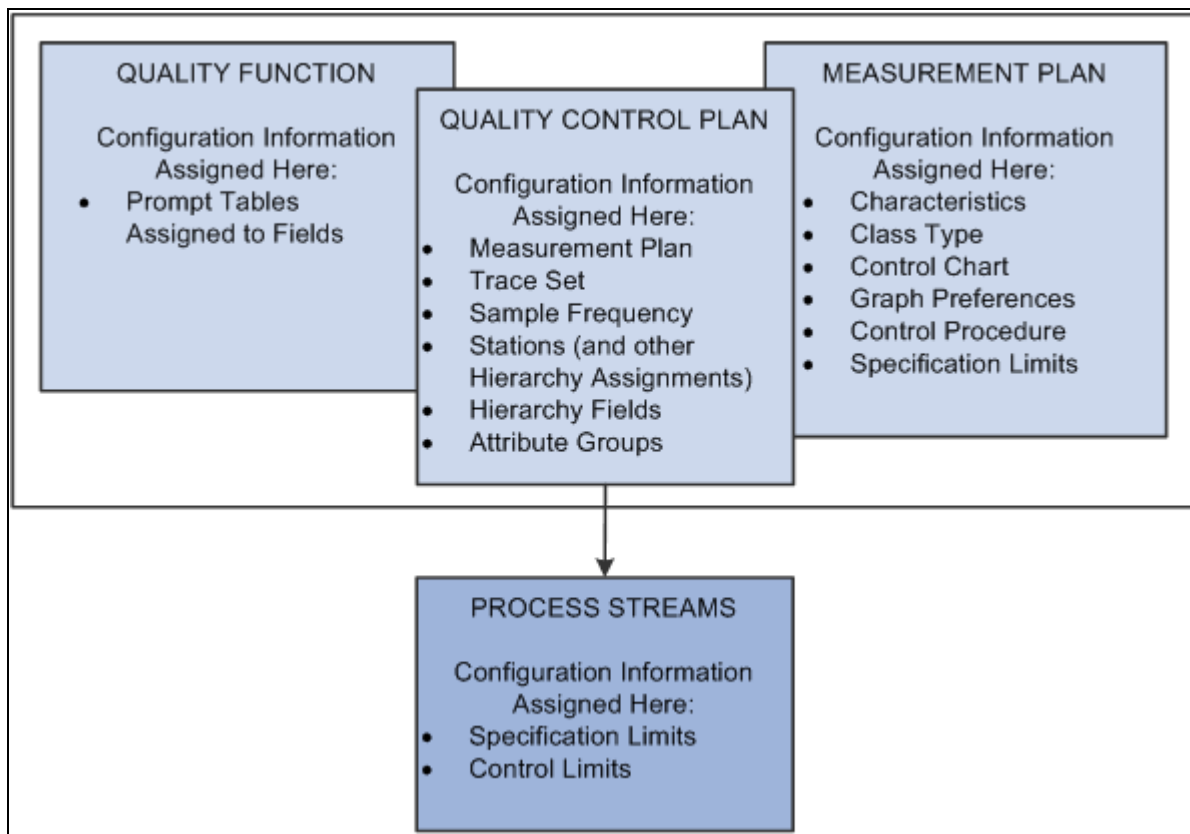 QUALITY FUNCTION
Configuration Information
Assigned Here:
• Prompt Tables
Assigned to Fields
QUALITY CONTROL PLAN
Configuration Information
Assigned Here:
• Measurement Plan
• Trace Set
• Sample Frequency
• Stations (and other
Hierarchy Assignments)
• Hierarchy Fields
• Attribute Groups
MEASUREMENT PLAN
Configuration Information
Assigned Here:
• Characteristics
• Class Type
• Control Chart
• Graph Preferences
• Control Procedure
• Specification Limits
PROCESS STREAMS
Configuration Information
Assigned Here:
• Specification Limits
• Control Limits